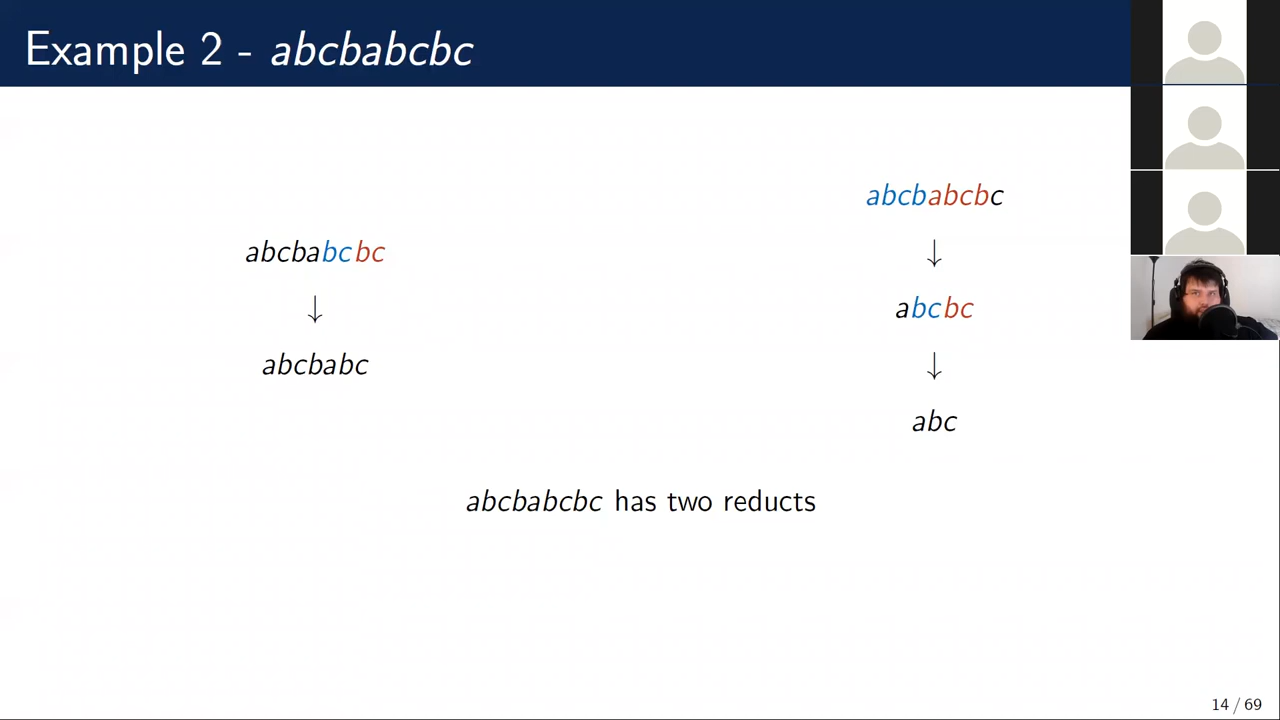 Example 2 - abcbabcbc
abcbabcbc
↓
abcbabc
abcbabcbc
↓
abcbc
↓
abc
abcbabcbc has two reducts
14 / 69